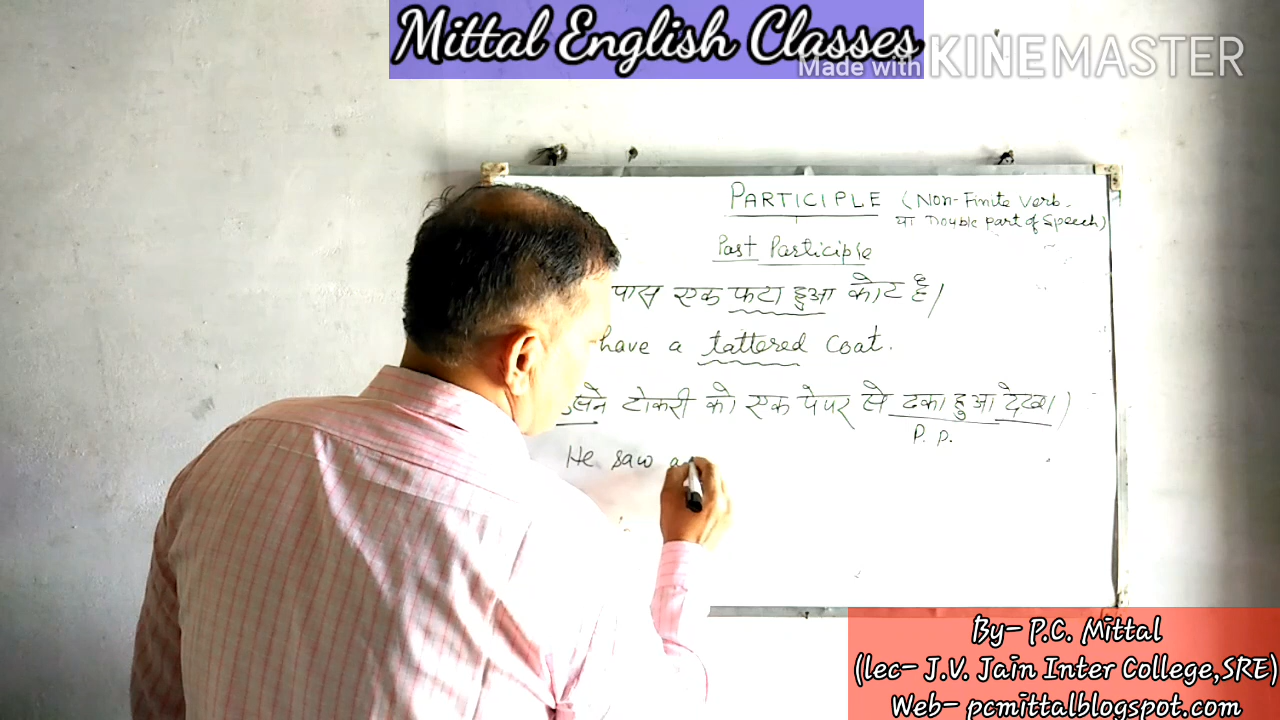 Mittal English Classes
Made with KINEMASTER
PARTICIPLE (Non-Finite Verb
या Double part of Speech)
Past Participle
पास एक फटा हुआ कोट है।
have a tattered coat.
उसने टोकरी को एक पेपर से ढका हुआ देखा।
P. P.
He saw a
By- P.C. Mittal
(lec- J.V. Jain Inter College,SRE)
Web- pcmittalblogspot.com